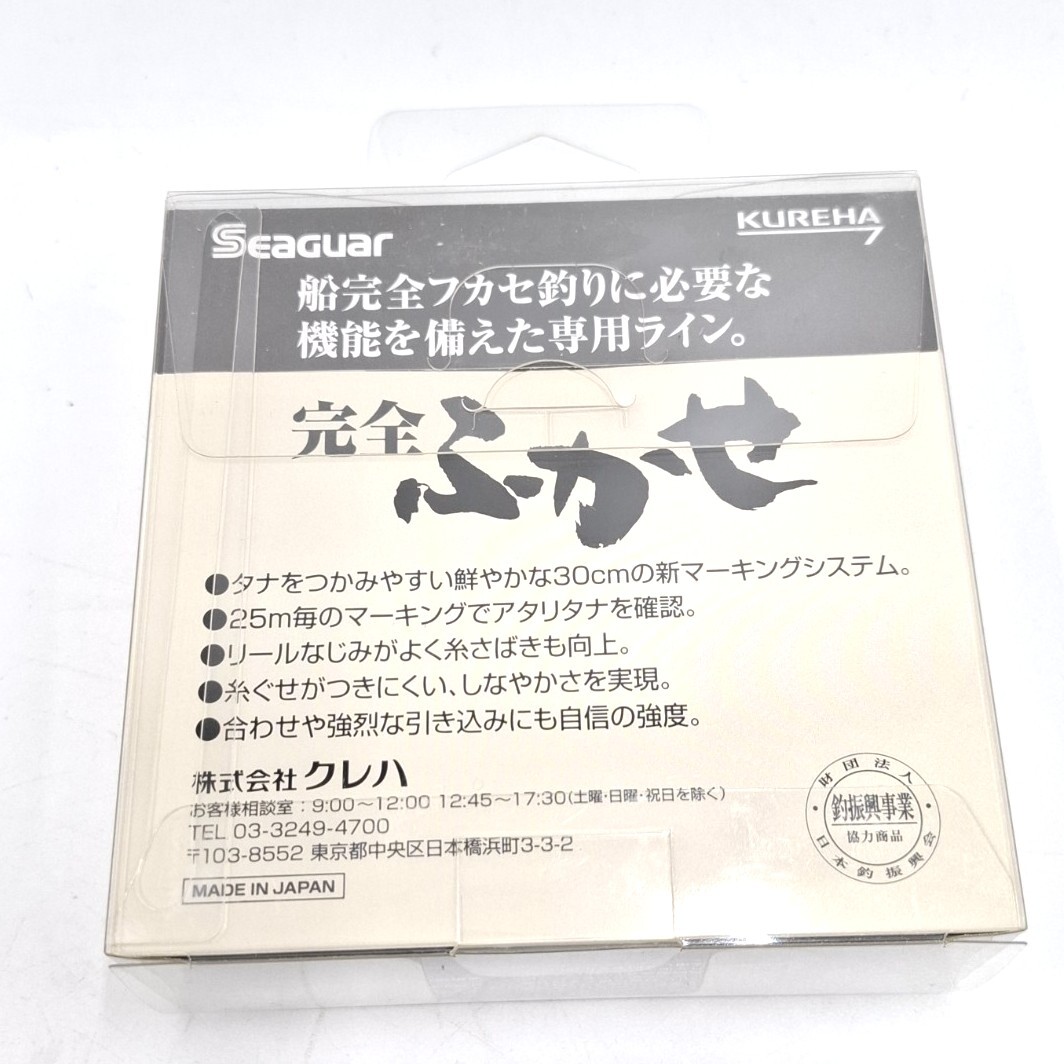 Seaguar
KUREHA
船完全フカセ釣りに必要な
機能を備えた専用ライン。
完全ふかせ
●タナをつかみやすい鮮やかな30cmの新マーキングシステム。
●25m毎のマーキングでアタリタナを確認。
●リールなじみがよく糸さばきも向上。
●糸ぐせがつきにくい、しなやかさを実現。
●合わせや強烈な引き込みにも自信の強度。
株式会社 クレハ
お客様相談室：9:00〜12:00 12:45〜17:30(土曜・日曜・祝日を除く)
TEL 03-3249-4700
〒103-8552 東京都中央区日本橋浜町3-3-2
MADE IN JAPAN
財団法人
釣振興事業
協力商品
日本釣振興会